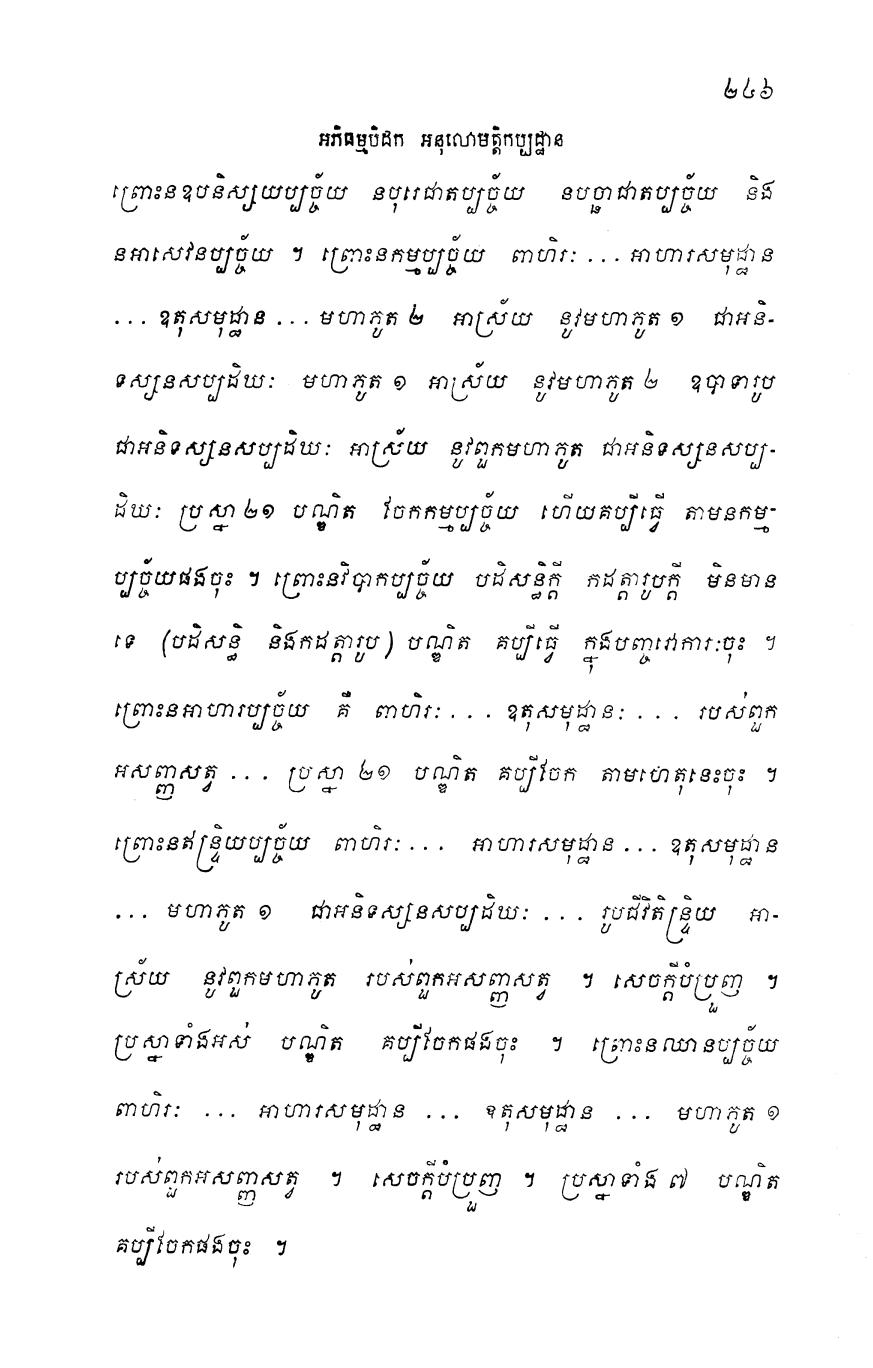 ២៤៦
អភិធម្មបិដក អនុលោមត្តិកប្បដ្ឋាន
ព្រោះនឧបនិស្សយប្បច្ច័យ នបុរេជាតប្បច្ច័យ នបច្ឆាជាតប្បច្ច័យ និង
នអាសេវនប្បច្ច័យ ។ ព្រោះនកម្មប្បច្ច័យ ពាហិរៈ ... អាហារសមុដ្ឋាន
... ឧតុសមុដ្ឋាន ... មហាភូត ២ អាស្រ័យ នូវមហាភូត ១ ជាអនិ-
ទស្សនសប្បដិឃៈ មហាភូត ១ អាស្រ័យ នូវមហាភូត ២ ឧបាទារូប
ជាអនិទស្សនសប្បដិឃៈ អាស្រ័យ នូវពួកមហាភូត ជាអនិទស្សនសប្ប-
ដិឃៈ ប្រស្នា ២១ បណ្ឌិត ចែកកម្មប្បច្ច័យ ហើយគប្បីធ្វើ តាមនកម្ម-
ប្បច្ច័យផងចុះ ។ ព្រោះនវិបាកប្បច្ច័យ បដិសន្ធិក្តី កដត្តារូបក្តី មិនមាន
ទេ (បដិសន្ធិ និងកដត្តារូប) បណ្ឌិត គប្បីធ្វើ ក្នុងបញ្ចវោការៈចុះ ។
ព្រោះនអាហារប្បច្ច័យ គឺ ពាហិរៈ ... ឧតុសមុដ្ឋានៈ ... របស់ពួក
អសញ្ញសត្វ ... ប្រស្នា ២១ បណ្ឌិត គប្បីចែក តាមហេតុនេះចុះ ។
ព្រោះនឥន្ទ្រិយប្បច្ច័យ ពាហិរៈ ... អាហារសមុដ្ឋាន ... ឧតុសមុដ្ឋាន
... មហាភូត ១ ជាអនិទស្សនសប្បដិឃៈ ... រូបជីវិតិន្ទ្រិយ អា-
ស្រ័យ នូវពួកមហាភូត របស់ពួកអសញ្ញសត្វ ។ សេចក្តីបំប្រួញ ។
ប្រស្នាទាំងអស់ បណ្ឌិត គប្បីចែកផងចុះ ។ ព្រោះនឈានប្បច្ច័យ
ពាហិរៈ ... អាហារសមុដ្ឋាន ... ឧតុសមុដ្ឋាន ... មហាភូត ១
របស់ពួកអសញ្ញសត្វ ។ សេចក្តីបំប្រួញ ។ ប្រស្នាទាំង ៧ បណ្ឌិត
គប្បីចែកផងចុះ ។